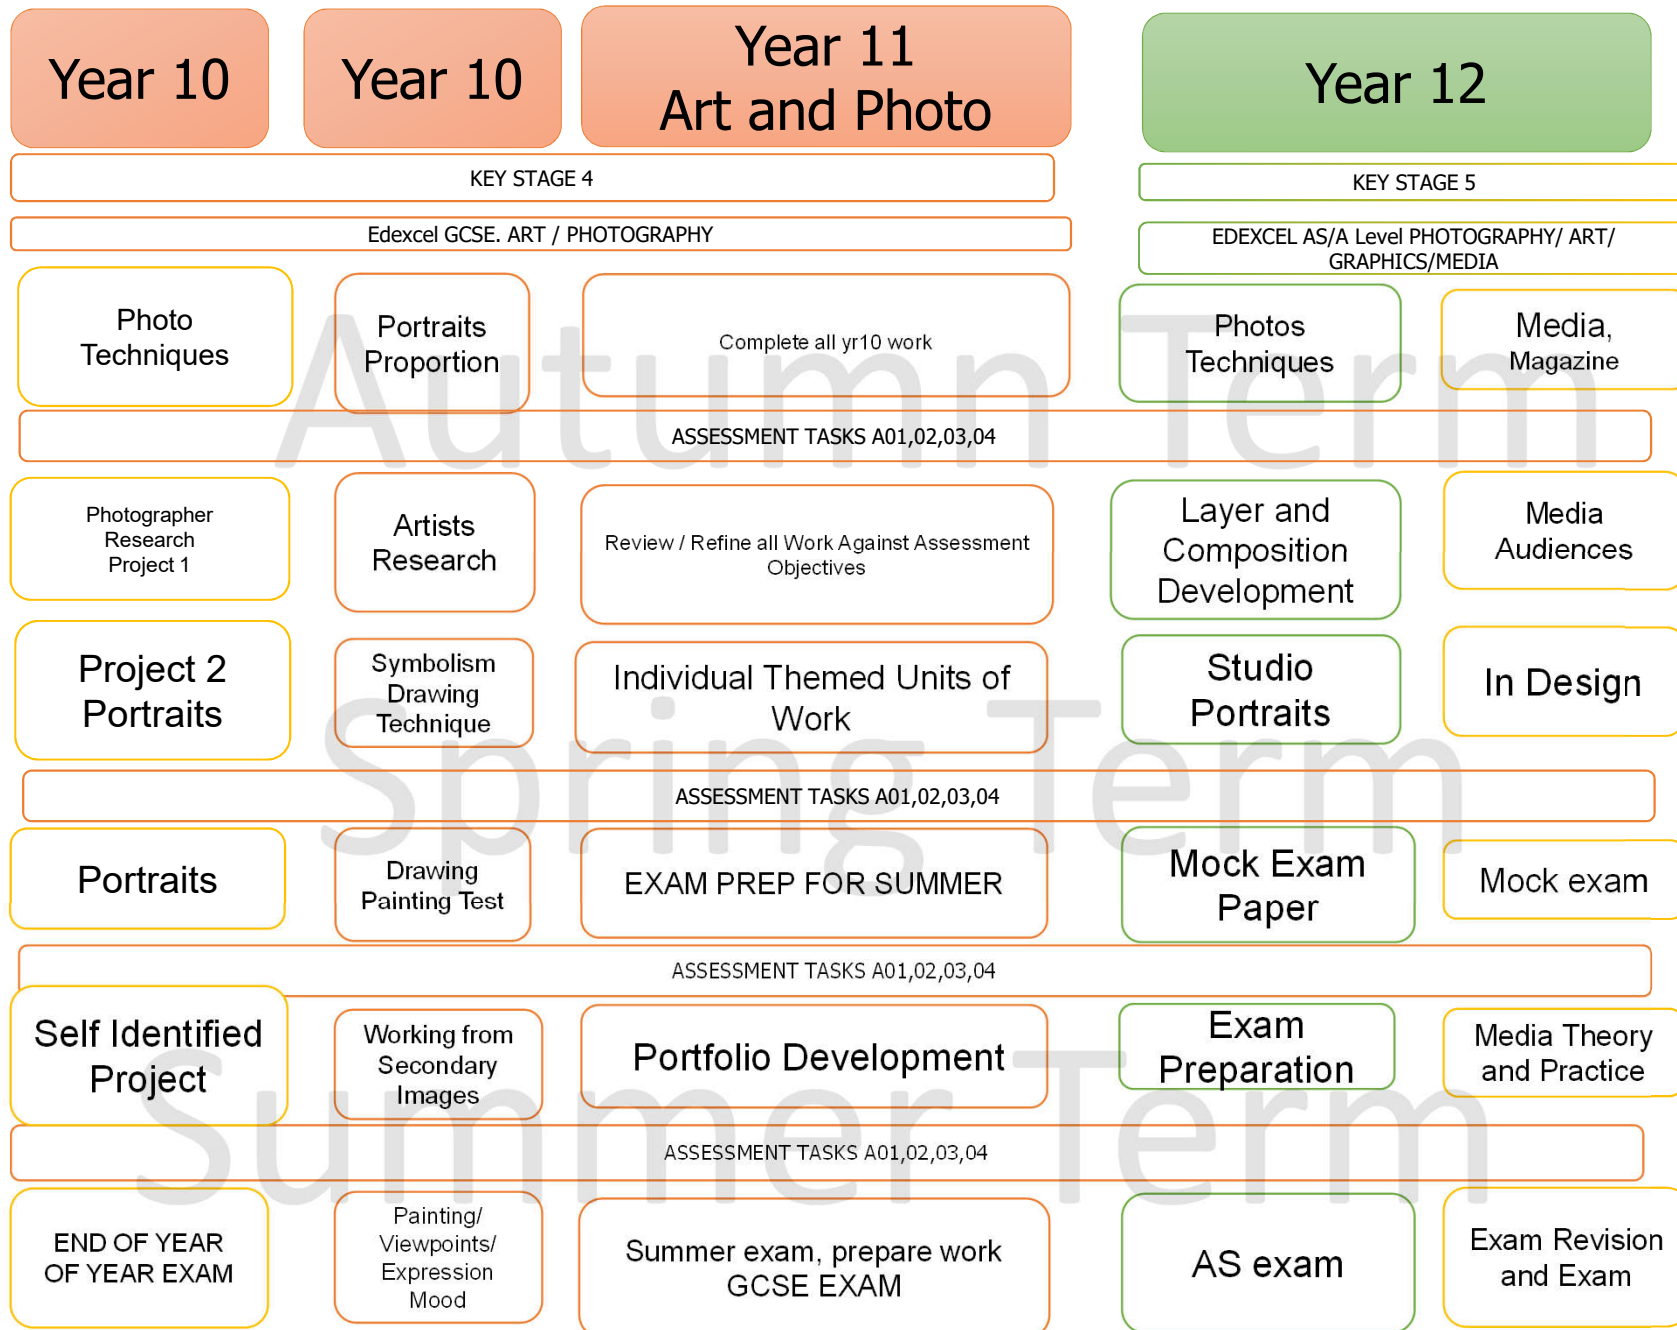 Year 10
Year 10
Year 11
Art and Photo
Year 12
KEY STAGE 4
KEY STAGE 5
Edexcel GCSE. ART / PHOTOGRAPHY
EDEXCEL AS/A Level PHOTOGRAPHY/ ART/
GRAPHICS/MEDIA
Autumn Term
Photo
Techniques
Portraits
Proportion
Complete all yr10 work
Photos
Techniques
Media,
Magazine
ASSESSMENT TASKS A01,02,03,04
Photographer
Research
Project 1
Artists
Research
Review / Refine all Work Against Assessment
Objectives
Layer and
Composition
Development
Media
Audiences
Spring Term
Project 2
Portraits
Symbolism
Drawing
Technique
Individual Themed Units of
Work
Studio
Portraits
In Design
ASSESSMENT TASKS A01,02,03,04
Portraits
Drawing
Painting Test
EXAM PREP FOR SUMMER
Mock Exam
Paper
Mock exam
ASSESSMENT TASKS A01,02,03,04
Summer Term
Self Identified
Project
Working from
Secondary
Images
Portfolio Development
Exam
Preparation
Media Theory
and Practice
ASSESSMENT TASKS A01,02,03,04
END OF YEAR
OF YEAR EXAM
Painting/
Viewpoints/
Expression
Mood
Summer exam, prepare work
GCSE EXAM
AS exam
Exam Revision
and Exam